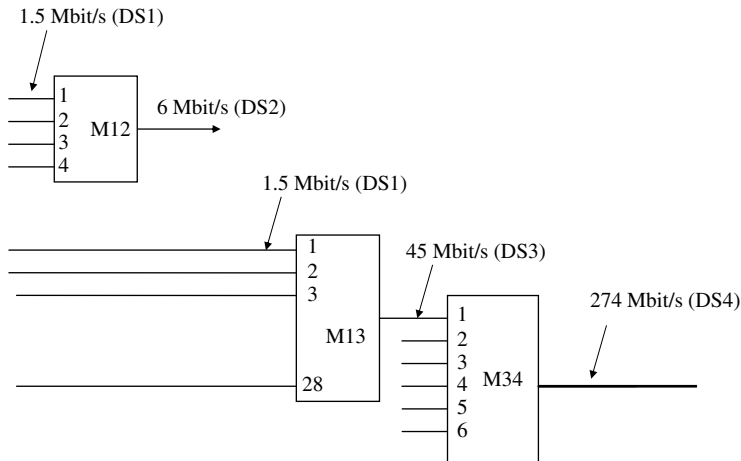 1.5 Mbit/s (DS1)
1
2
3
4
M12
6 Mbit/s (DS2)
1.5 Mbit/s (DS1)
1
2
3
28
M13
45 Mbit/s (DS3)
1
2
3
4
5
6
M34
274 Mbit/s (DS4)